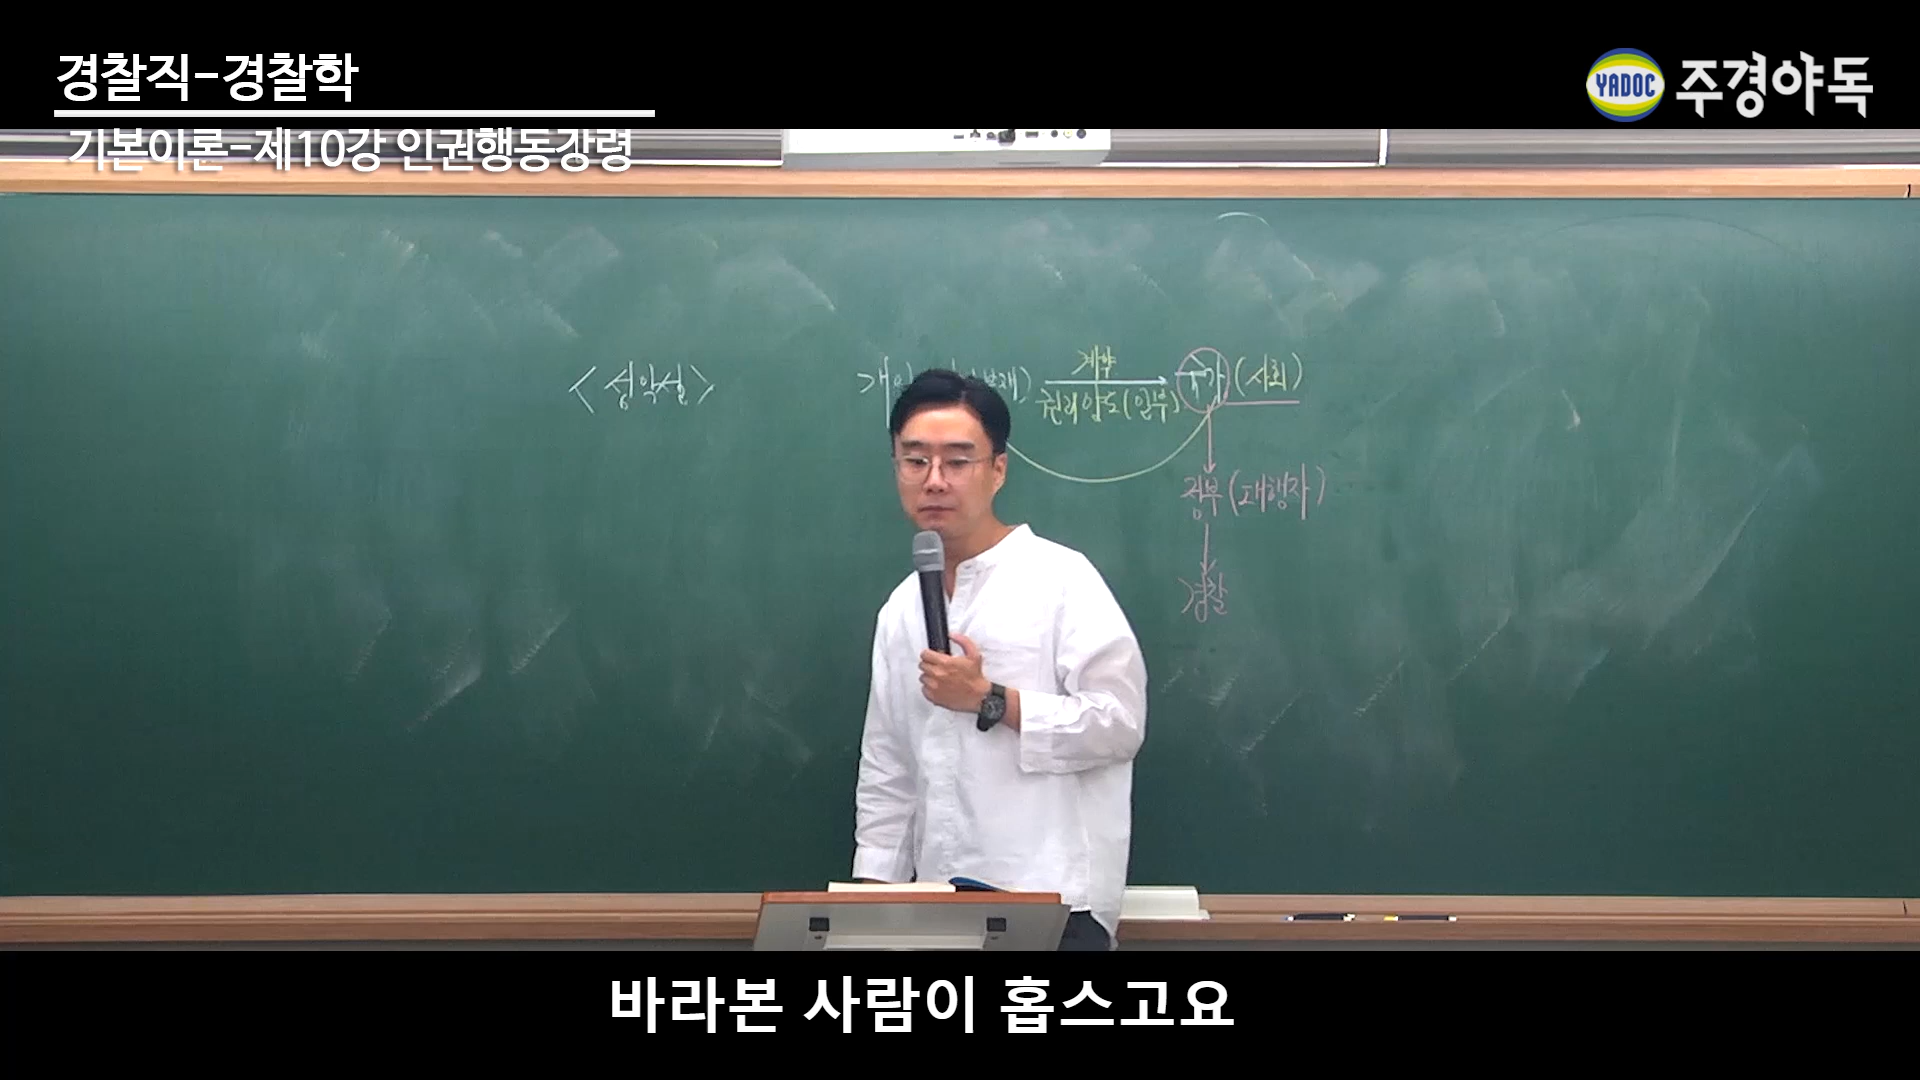 경찰직-경찰학
YADOC 주경야독
기본이론-제10강 인권행동강령
<성악설>
계약
권리양도(일부)
(사회)
정부(대행자)
경찰
바라본 사람이 홉스고요